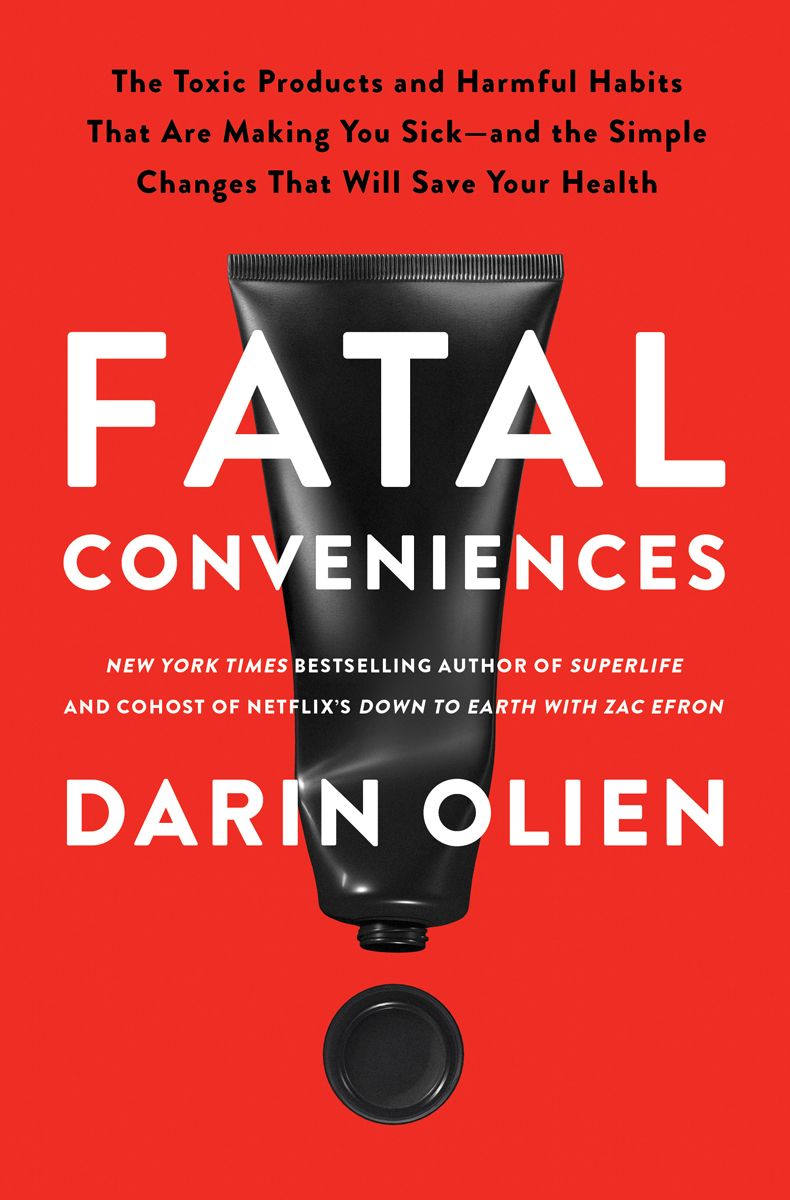 The Toxic Products and Harmful Habits
That Are Making You Sick—and the Simple
Changes That Will Save Your Health
FATAL
CONVENIENCES
NEW YORK TIMES BESTSELLING AUTHOR OF SUPERLIFE
AND COHOST OF NETFLIX'S DOWN TO EARTH WITH ZAC EFRON
DARIN OLIEN